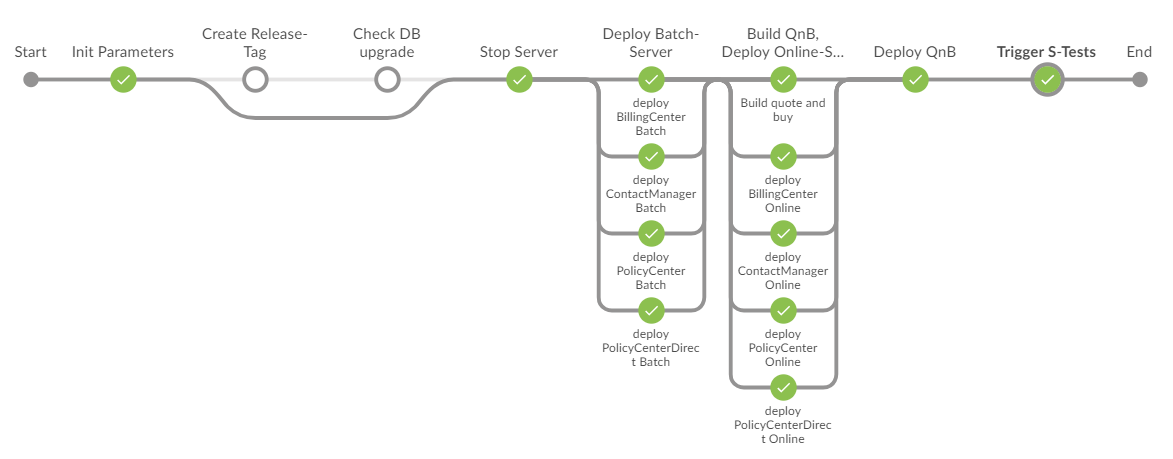 Start
Init Parameters
Create Release-
Tag
Check DB
upgrade
Stop Server
Deploy Batch-
Server
Build QnB,
Deploy Online-S...
Deploy QnB
Trigger S-Tests
End
deploy
BillingCenter
Batch
deploy
ContactManager
Batch
deploy
PolicyCenter
Batch
deploy
PolicyCenterDirec
t Batch
Build quote and
buy
deploy
BillingCenter
Online
deploy
ContactManager
Online
deploy
PolicyCenter
Online
deploy
PolicyCenterDirec
t Online